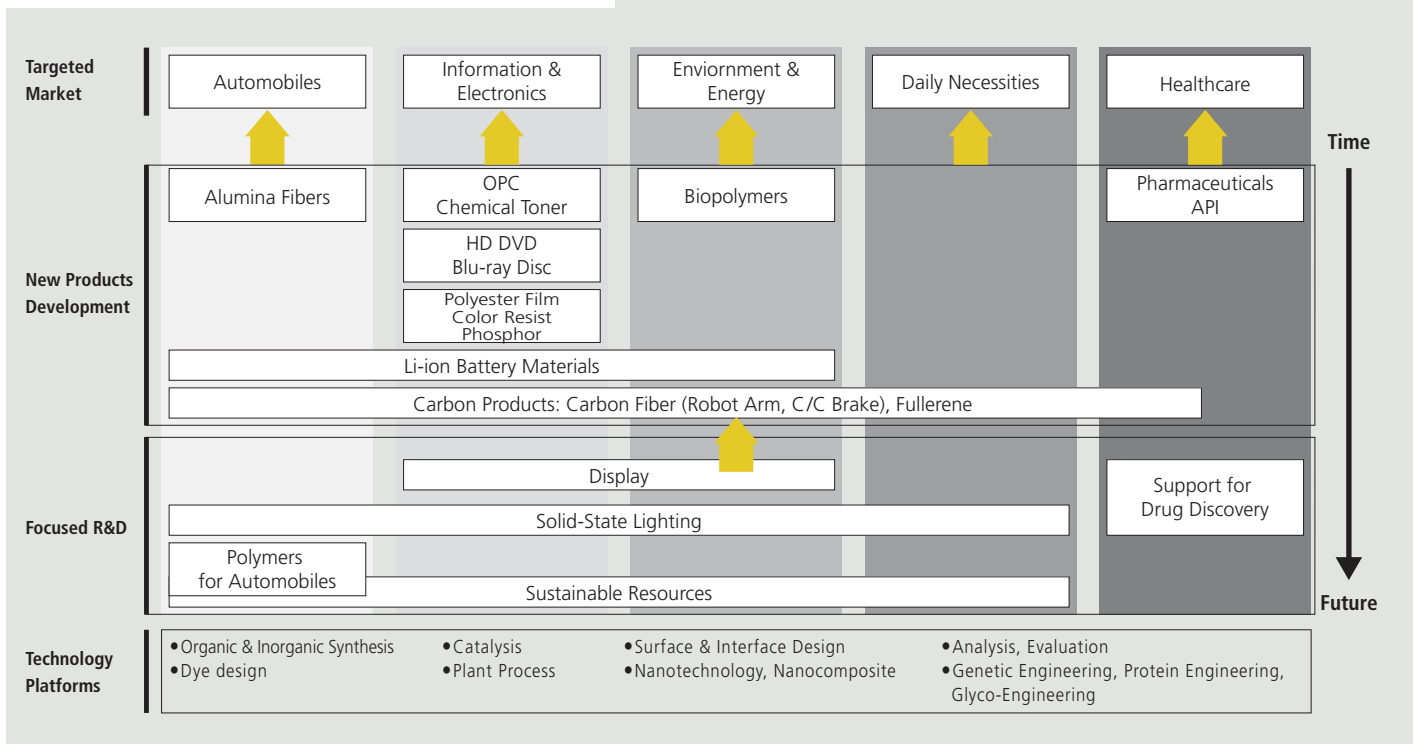 Targeted
Market
Automobiles
Information &
Electronics
Enviornment &
Energy
Daily Necessities
Healthcare
Time
New Products
Development
Alumina Fibers
OPC
Chemical Toner
Biopolymers
Pharmaceuticals
API
HD DVD
Blu-ray Disc
Polyester Film
Color Resist
Phosphor
Li-ion Battery Materials
Carbon Products: Carbon Fiber (Robot Arm, C/C Brake), Fullerene
Focused R&D
Display
Support for
Drug Discovery
Solid-State Lighting
Polymers
for Automobiles
Sustainable Resources
Future
Technology
Platforms
•Organic & Inorganic Synthesis
•Dye design
•Catalysis
•Plant Process
•Surface & Interface Design
•Nanotechnology, Nanocomposite
•Analysis, Evaluation
•Genetic Engineering, Protein Engineering,
Glyco-Engineering